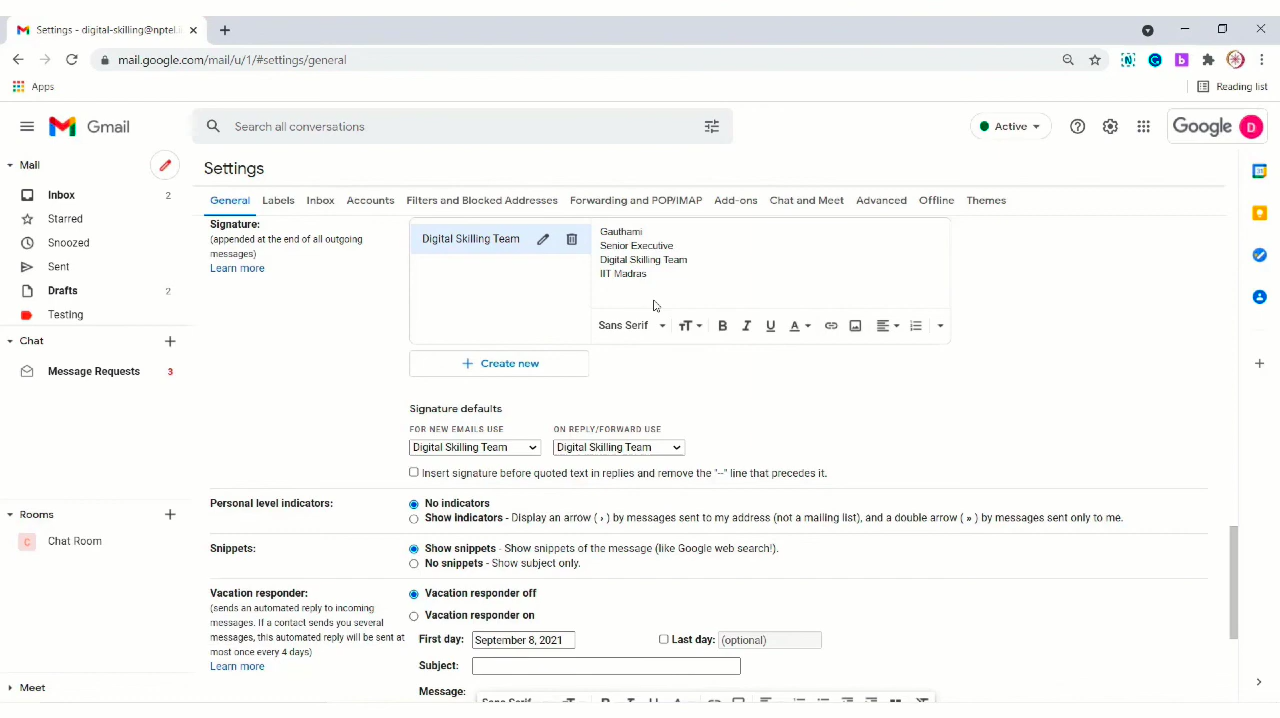 Settings - digital-skilling@nptel.i
mail.google.com/mail/u/1/#settings/general
Apps
Reading list
Gmail
Search all conversations
Active
Google D
Mail
Inbox 2
Starred
Snoozed
Sent
Drafts 2
Testing
Chat
Message Requests 3
Rooms
C Chat Room
Meet
Settings
General Labels Inbox Accounts Filters and Blocked Addresses Forwarding and POP/IMAP Add-ons Chat and Meet Advanced Offline Themes
Signature:
(appended at the end of all outgoing
messages)
Learn more
Digital Skilling Team
Gauthami
Senior Executive
Digital Skilling Team
IIT Madras
Sans Serif
Create new
Signature defaults
FOR NEW EMAILS USE ON REPLY/FORWARD USE
Digital Skilling Team Digital Skilling Team
Insert signature before quoted text in replies and remove the "--" line that precedes it.
Personal level indicators:
No indicators
Show indicators - Display an arrow ( › ) by messages sent to my address (not a mailing list), and a double arrow ( » ) by messages sent only to me.
Snippets:
Show snippets - Show snippets of the message (like Google web search!).
No snippets - Show subject only.
Vacation responder:
(sends an automated reply to incoming
messages. If a contact sends you several
messages, this automated reply will be sent at
most once every 4 days)
Learn more
Vacation responder off
Vacation responder on
First day: September 8, 2021 Last day: (optional)
Subject:
Message:
Sans Serif